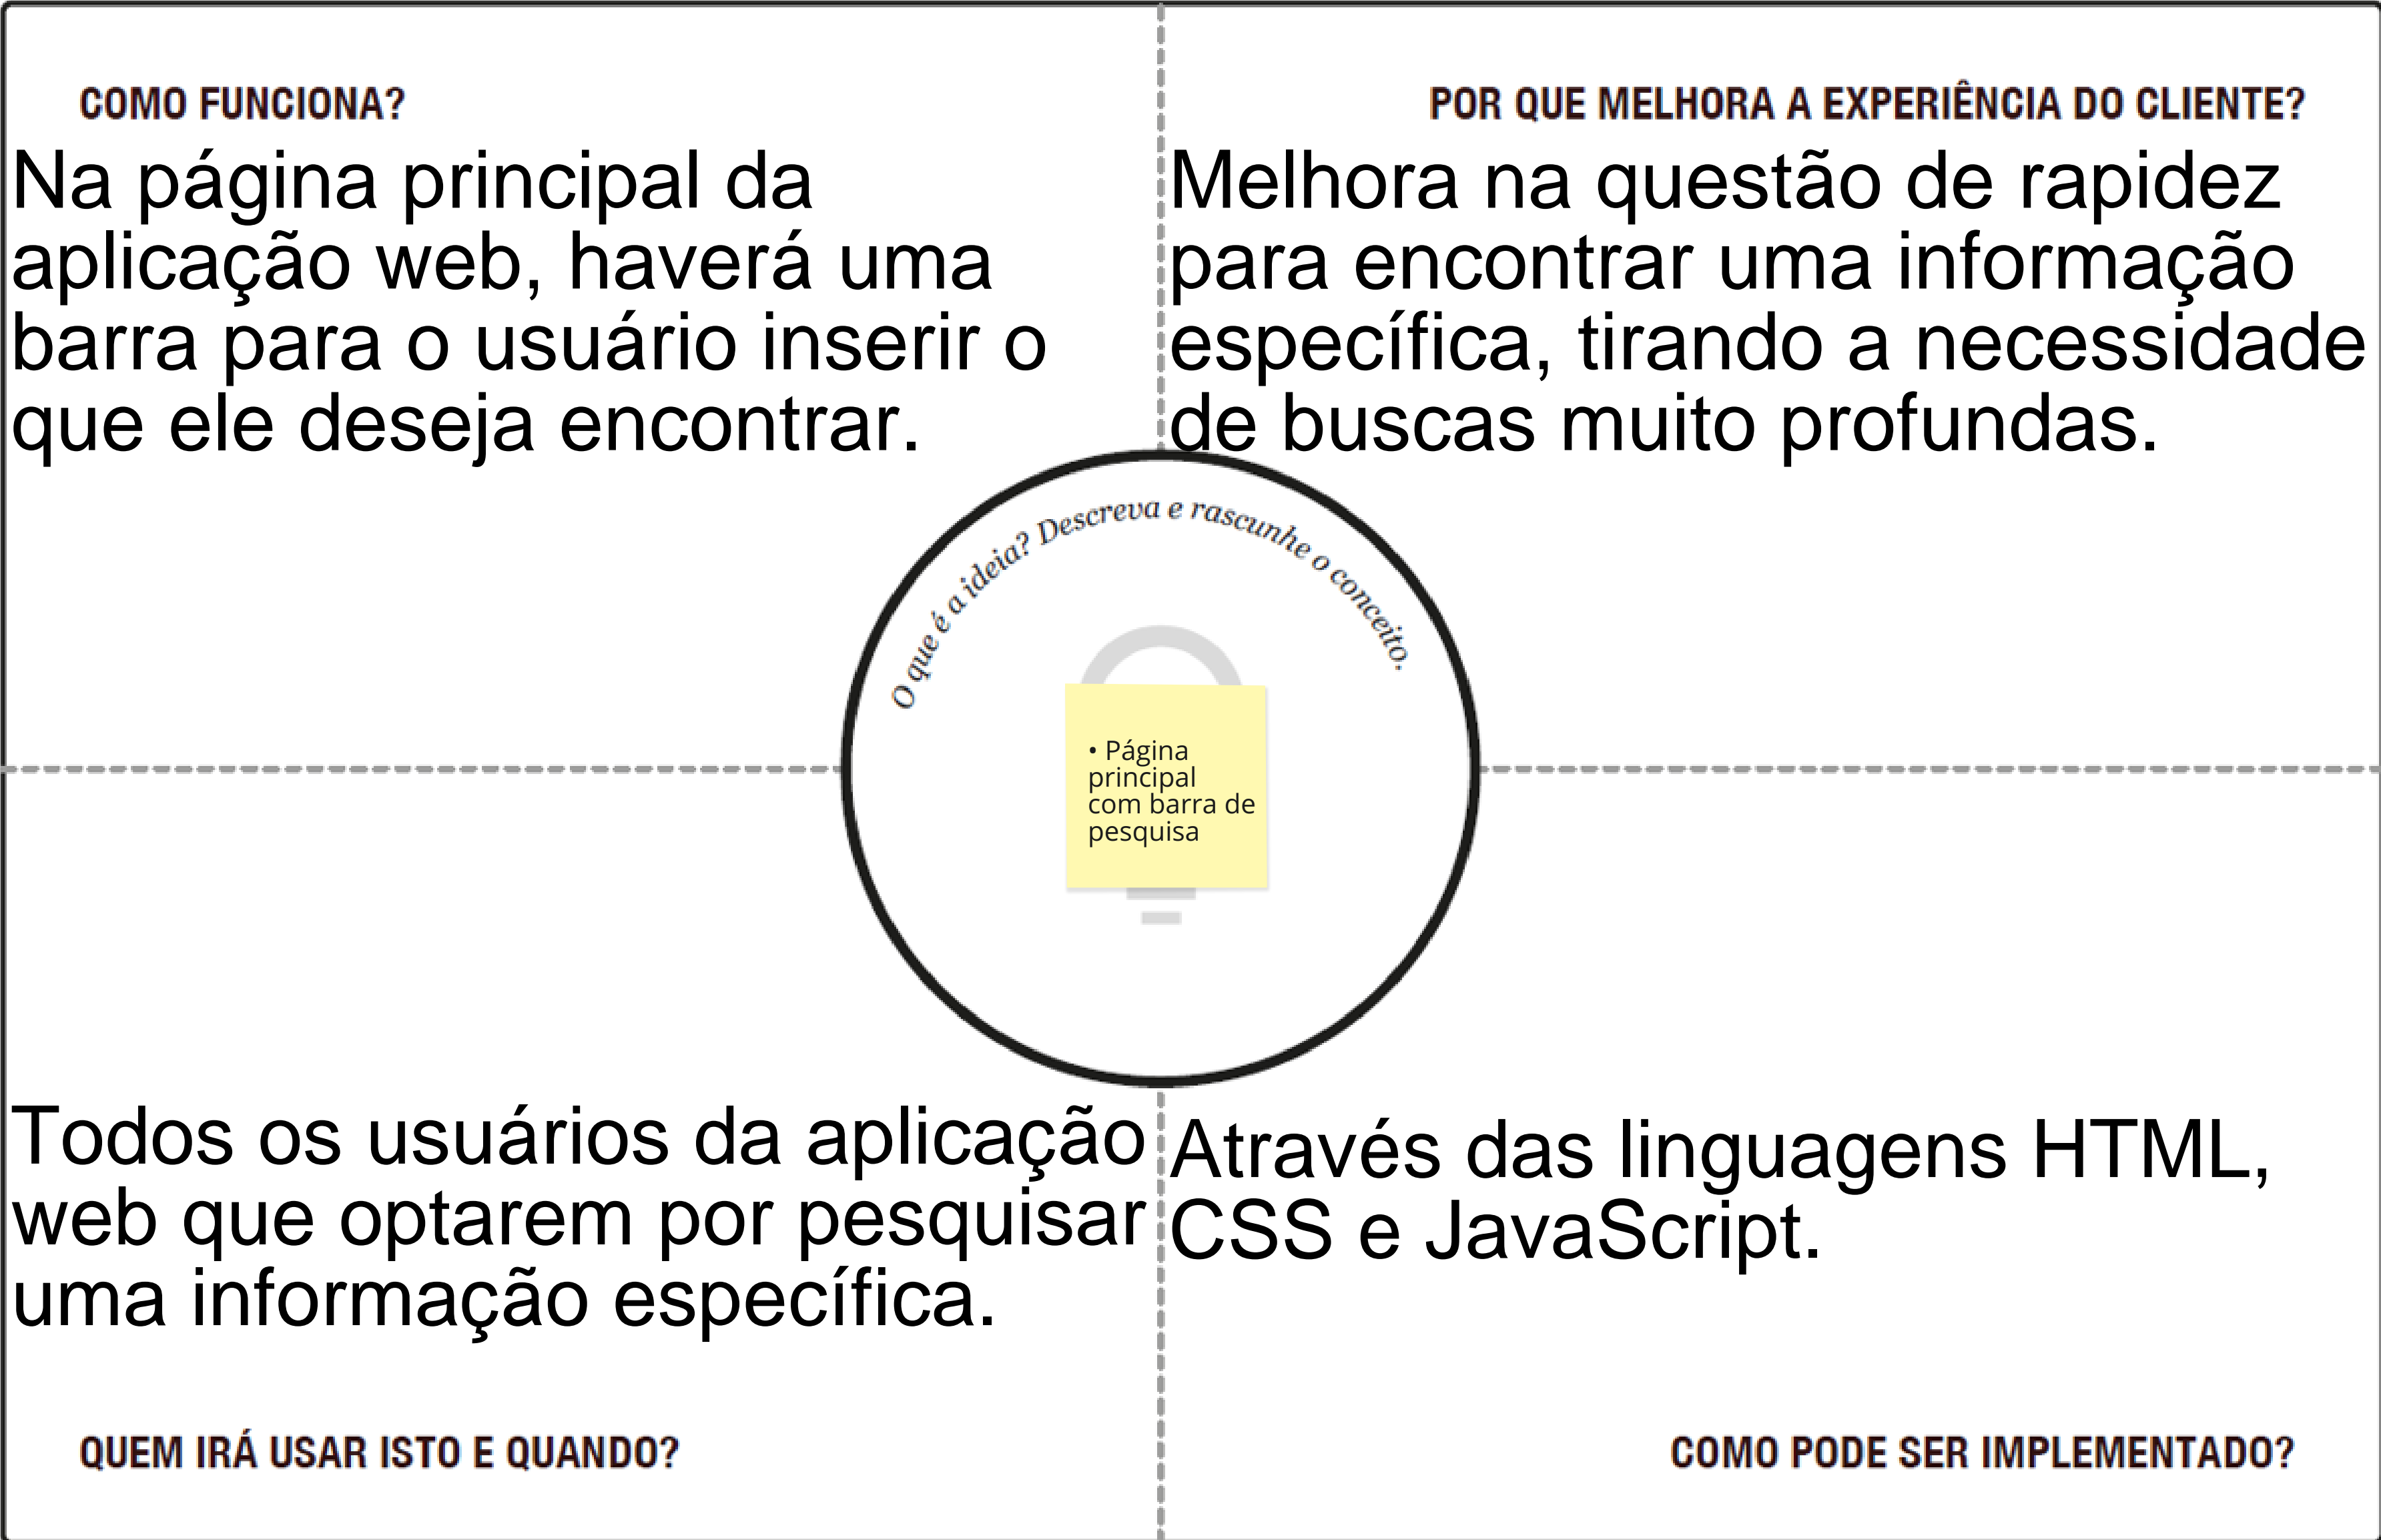 COMO FUNCIONA?
Na página principal da
aplicação web, haverá uma
barra para o usuário inserir o
que ele deseja encontrar.
POR QUE MELHORA A EXPERIÊNCIA DO CLIENTE?
Melhora na questão de rapidez
para encontrar uma informação
específica, tirando a necessidade
de buscas muito profundas.
O que é a ideia? Descreva e rascunhe o conceito.
• Página
principal
com barra de
pesquisa
Todos os usuários da aplicação
web que optarem por pesquisar
uma informação específica.
QUEM IRÁ USAR ISTO E QUANDO?
Através das linguagens HTML,
CSS e JavaScript.
COMO PODE SER IMPLEMENTADO?